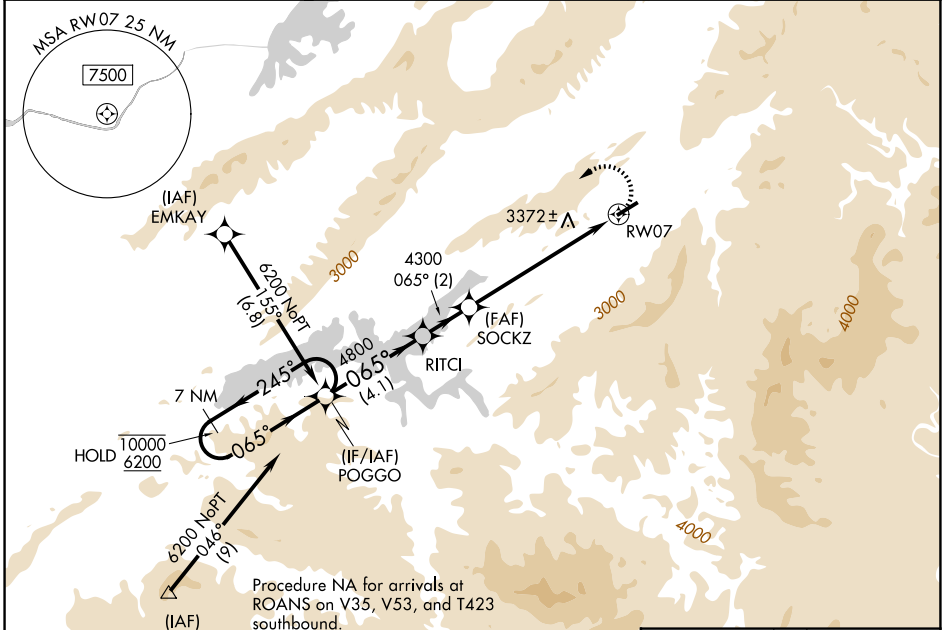 MSA RW07 25 NM
7500
(IAF)
EMKAY
6200 NoPT
155°
(6.8)
3000
3372±
RW07
4300
065° (2)
(FAF)
SOCKZ
3000
4000
RITCI
4800
065°
(4.1)
245°
7 NM
065°
HOLD
10000
6200
(IF/IAF)
POGGO
6200 NoPT
046°
(9)
4000
(IAF)
Procedure NA for arrivals at
ROANS on V35, V53, and T423
southbound.